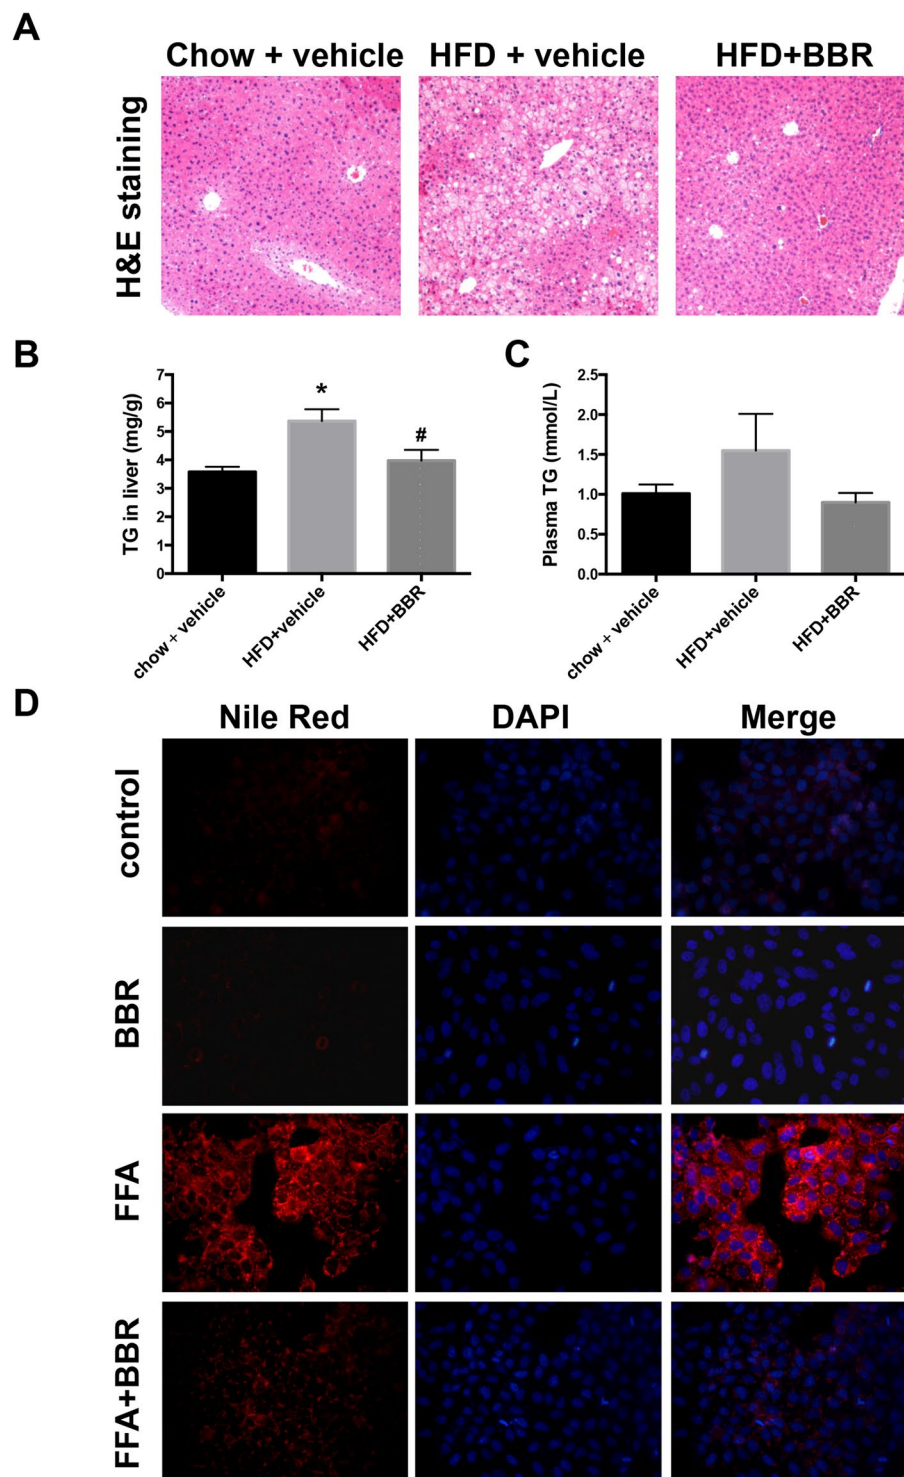 A
Chow + vehicle HFD + vehicle HFD+BBR
H&E staining
B
TG in liver (mg/g)
7
6
5
4
3
2
1
0
*
#
chow + vehicle
HFD+vehicle
HFD+BBR
C
Plasma TG (mmol/L)
2.5
2.0
1.5
1.0
0.5
0.0
chow + vehicle
HFD+vehicle
HFD+BBR
D
Nile Red DAPI Merge
control
BBR
FFA
FFA+BBR